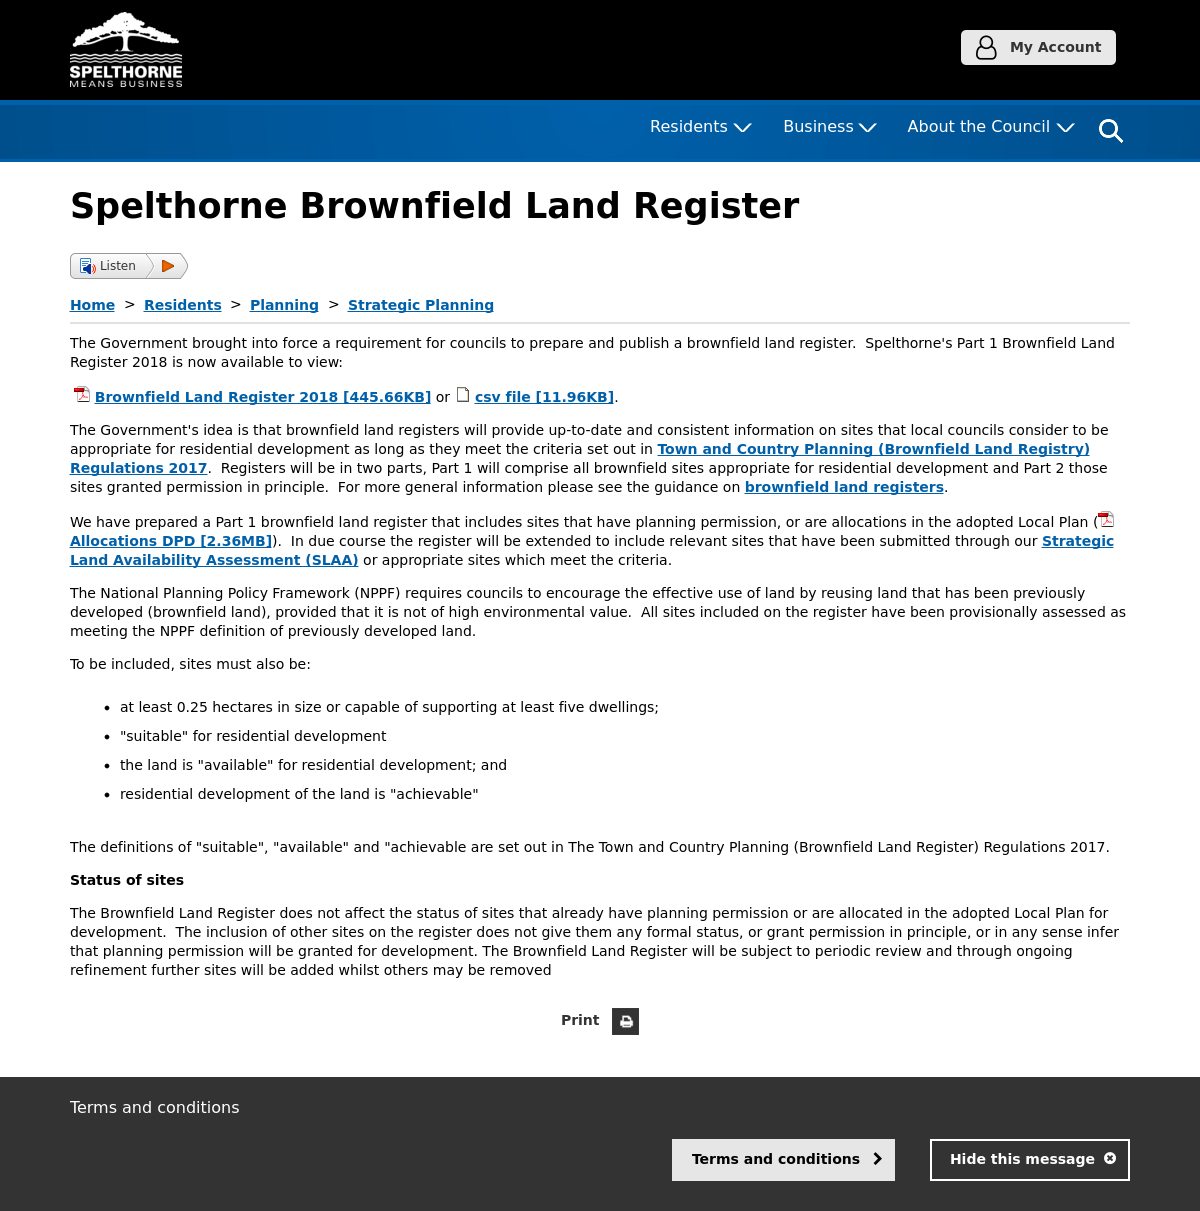 SPELTHORNE
MEANS BUSINESS
My Account
Residents
Business
About the Council
Spelthorne Brownfield Land Register
Listen
Home > Residents > Planning > Strategic Planning
The Government brought into force a requirement for councils to prepare and publish a brownfield land register.  Spelthorne's Part 1 Brownfield Land
Register 2018 is now available to view:
Brownfield Land Register 2018 [445.66KB] or csv file [11.96KB].
The Government's idea is that brownfield land registers will provide up-to-date and consistent information on sites that local councils consider to be
appropriate for residential development as long as they meet the criteria set out in Town and Country Planning (Brownfield Land Registry)
Regulations 2017.  Registers will be in two parts, Part 1 will comprise all brownfield sites appropriate for residential development and Part 2 those
sites granted permission in principle.  For more general information please see the guidance on brownfield land registers.
We have prepared a Part 1 brownfield land register that includes sites that have planning permission, or are allocations in the adopted Local Plan (
Allocations DPD [2.36MB]).  In due course the register will be extended to include relevant sites that have been submitted through our Strategic
Land Availability Assessment (SLAA) or appropriate sites which meet the criteria.
The National Planning Policy Framework (NPPF) requires councils to encourage the effective use of land by reusing land that has been previously
developed (brownfield land), provided that it is not of high environmental value.  All sites included on the register have been provisionally assessed as
meeting the NPPF definition of previously developed land.
To be included, sites must also be:
• at least 0.25 hectares in size or capable of supporting at least five dwellings;
• "suitable" for residential development
• the land is "available" for residential development; and
• residential development of the land is "achievable"
The definitions of "suitable", "available" and "achievable are set out in The Town and Country Planning (Brownfield Land Register) Regulations 2017.
Status of sites
The Brownfield Land Register does not affect the status of sites that already have planning permission or are allocated in the adopted Local Plan for
development.  The inclusion of other sites on the register does not give them any formal status, or grant permission in principle, or in any sense infer
that planning permission will be granted for development. The Brownfield Land Register will be subject to periodic review and through ongoing
refinement further sites will be added whilst others may be removed
Print
Terms and conditions
Terms and conditions
Hide this message